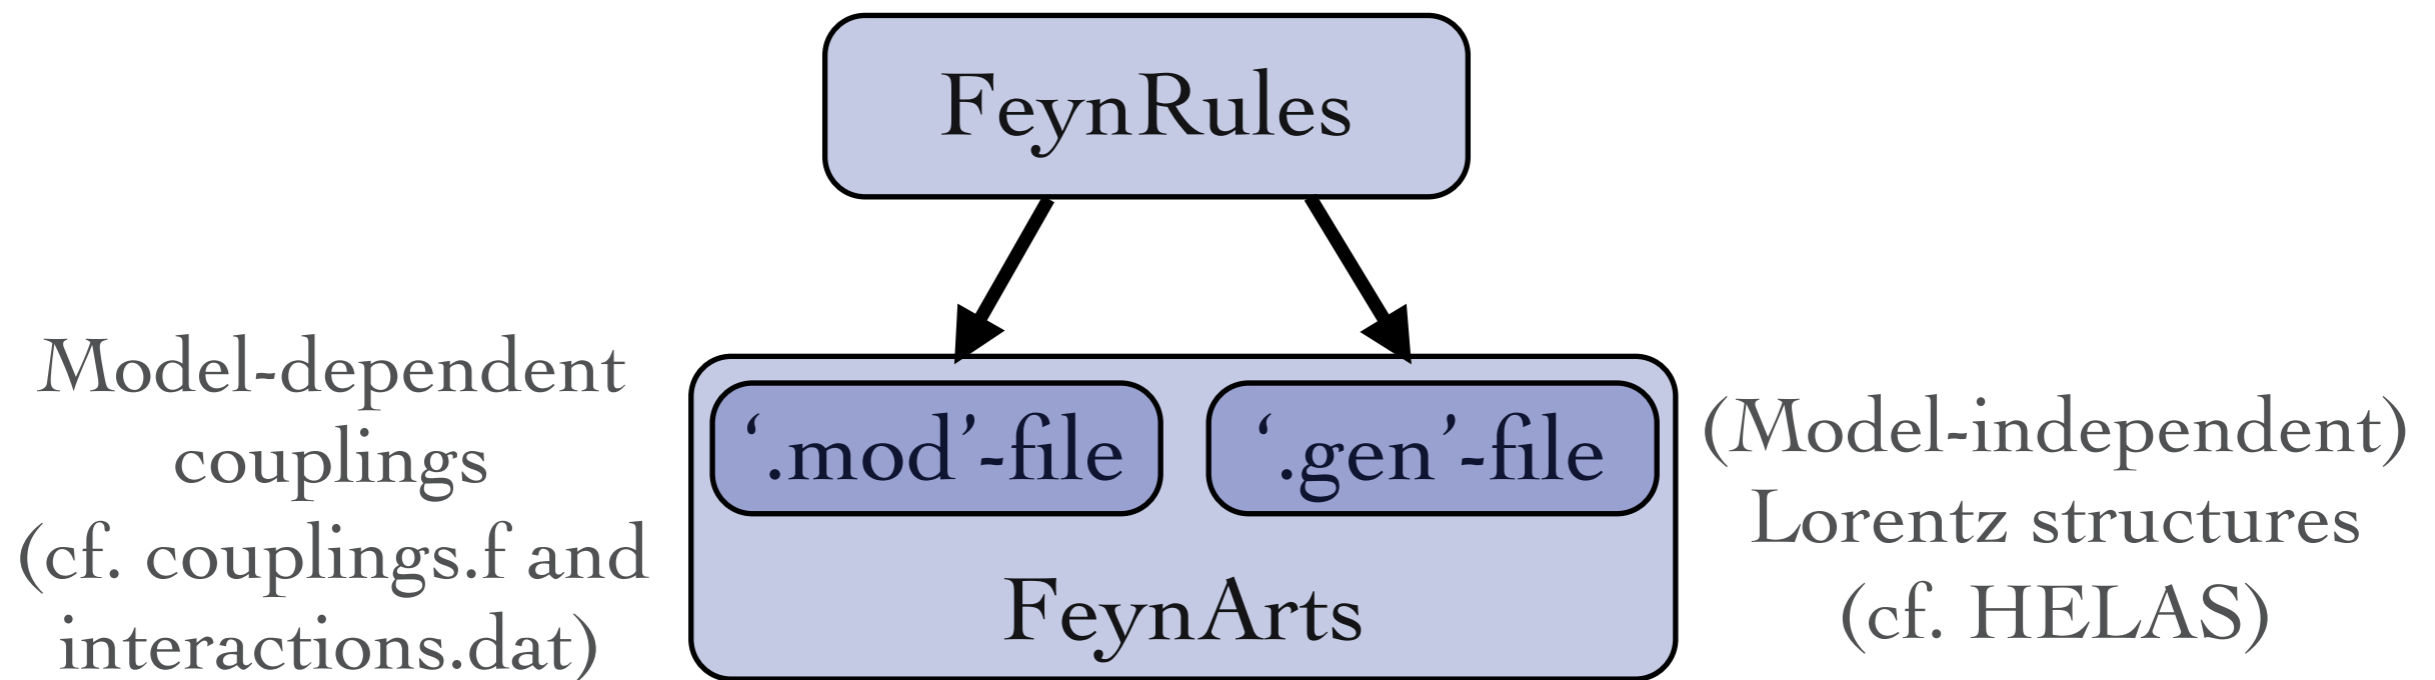 FeynRules
Model-dependent
couplings
(cf. couplings.f and
interactions.dat)
‘.mod’-file
‘.gen’-file
FeynArts
(Model-independent)
Lorentz structures
(cf. HELAS)